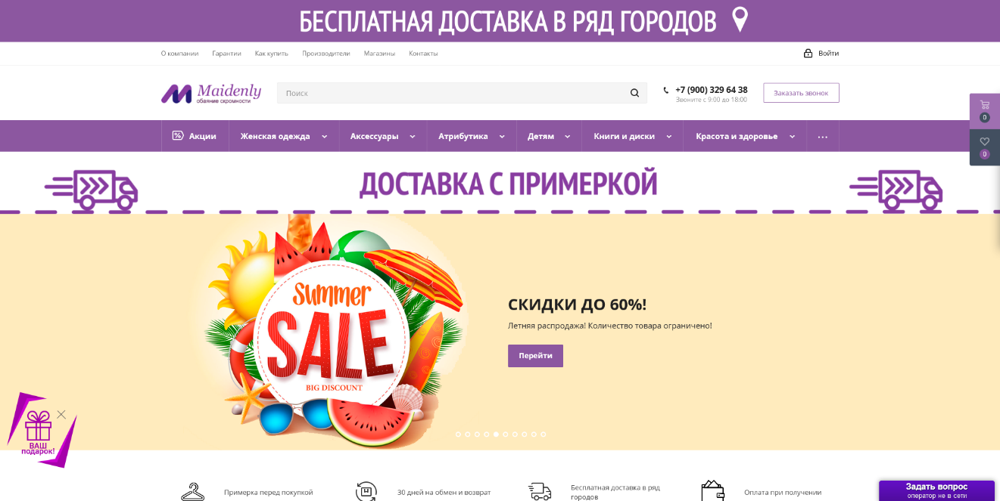 БЕСПЛАТНАЯ ДОСТАВКА В РЯД ГОРОДОВ
О компании Гарантии Как купить Производители Магазины Контакты Войти
Maidenly
обаяние скромности
Поиск
+7 (900) 329 64 38
Звоните с 9:00 до 18:00
Заказать звонок
0
Акции Женская одежда Аксессуары Атрибутика Детям Книги и диски Красота и здоровье ...
0
ДОСТАВКА С ПРИМЕРКОЙ
Summer
SALE
BIG DISCOUNT
СКИДКИ ДО 60%!
Летняя распродажа! Количество товара ограничено!
Перейти
ВАШ
подарок!
Примерка перед покупкой
30 дней на обмен и возврат
Бесплатная доставка в ряд
городов
Оплата при получении
Задать вопрос
оператор не в сети